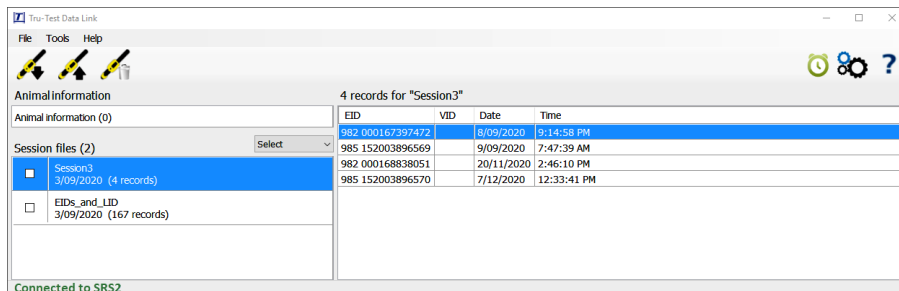 Tru-Test Data Link
File Tools Help
?
Animal information
4 records for "Session3"
Animal information (0)
EID VID Date Time
982 000167397472 8/09/2020 9:14:58 PM
985 152003896569 9/09/2020 7:47:39 AM
982 000168838051 20/11/2020 2:46:10 PM
985 152003896570 7/12/2020 12:33:41 PM
Session files (2)
Select
Session3
3/09/2020 (4 records)
EIDs_and_LID
3/09/2020 (167 records)
Connected to SRS2